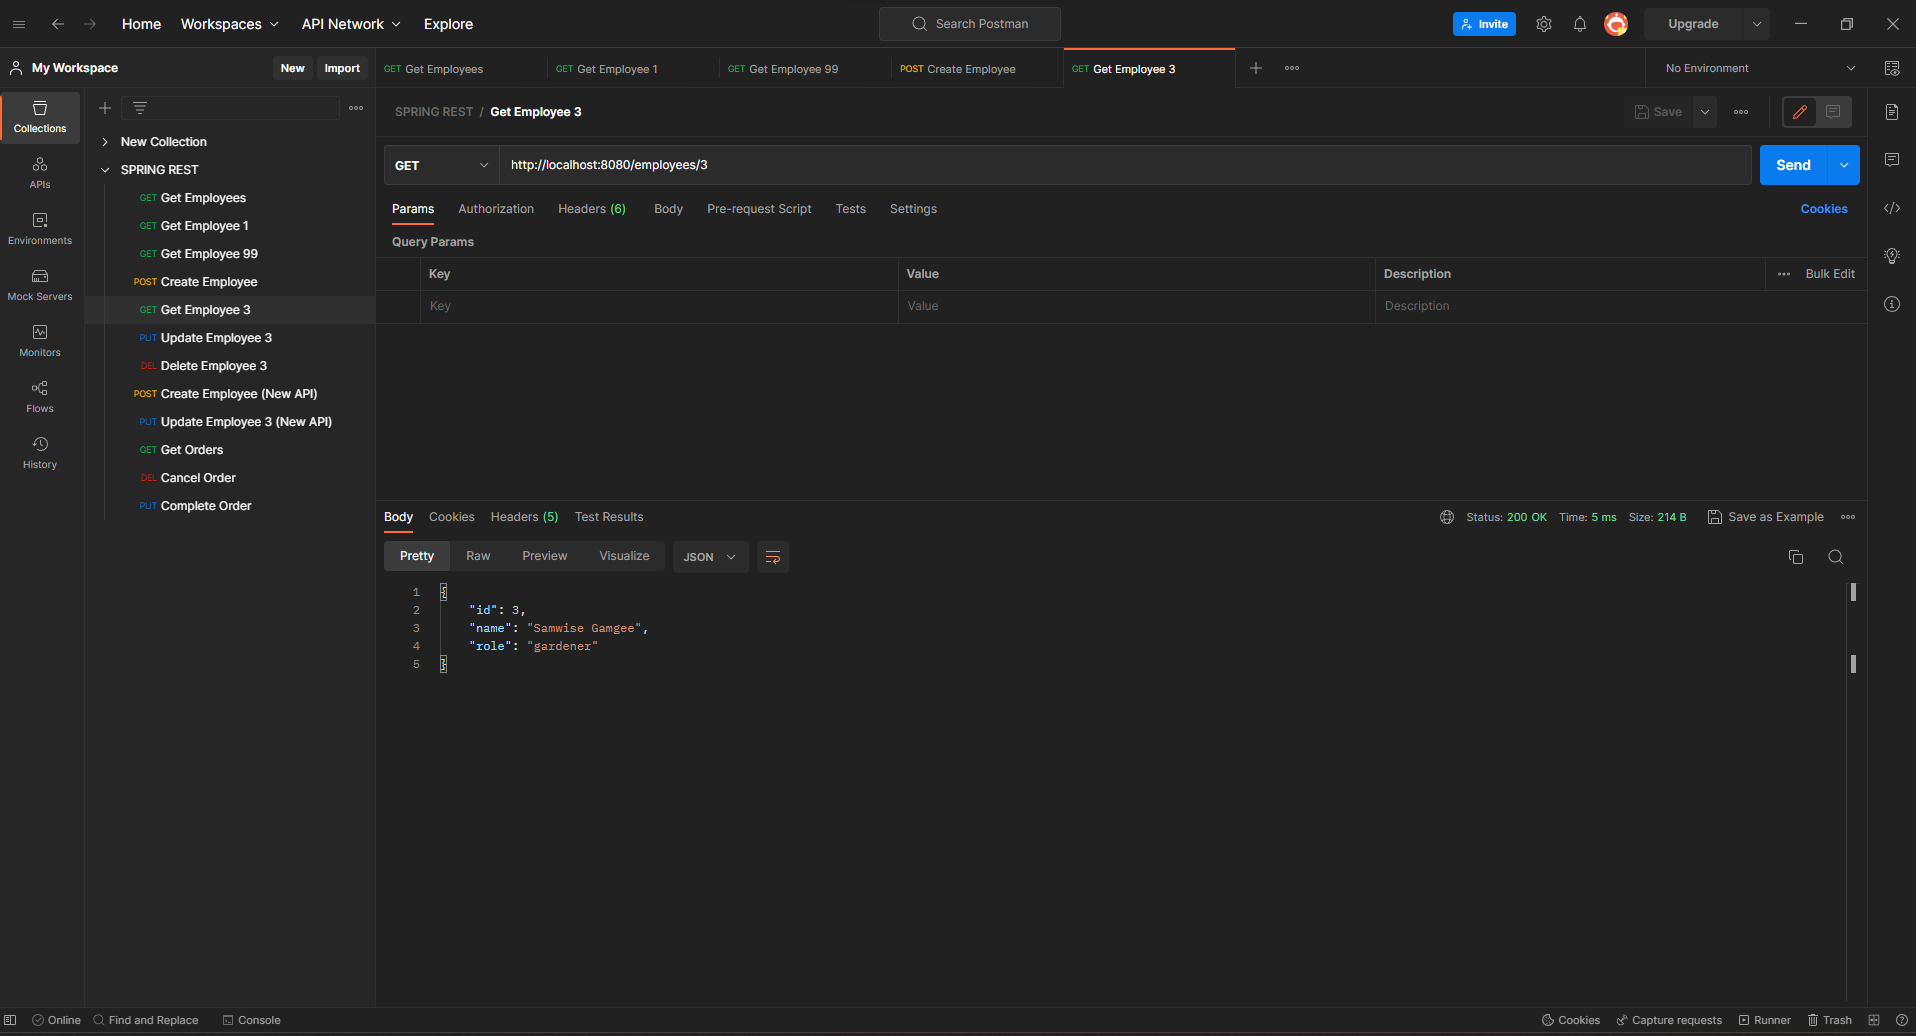 Home Workspaces API Network Explore Search Postman Invite Upgrade
My Workspace New Import GET Get Employees GET Get Employee 1 GET Get Employee 99 POST Create Employee GET Get Employee 3 No Environment
Collections
APIs
Environments
Mock Servers
Monitors
Flows
History
New Collection
SPRING REST
GET Get Employees
GET Get Employee 1
GET Get Employee 99
POST Create Employee
GET Get Employee 3
PUT Update Employee 3
DEL Delete Employee 3
POST Create Employee (New API)
PUT Update Employee 3 (New API)
GET Get Orders
DEL Cancel Order
PUT Complete Order
SPRING REST / Get Employee 3 Save
GET http://localhost:8080/employees/3 Send
Params Authorization Headers (6) Body Pre-request Script Tests Settings Cookies
Query Params
Key Value Description Bulk Edit
Key Value Description
Body Cookies Headers (5) Test Results Status: 200 OK Time: 5 ms Size: 214 B Save as Example
Pretty Raw Preview Visualize JSON
1 {
2 "id": 3,
3 "name": "Samwise Gamgee",
4 "role": "gardener"
5 }
Online Find and Replace Console Cookies Capture requests Runner Trash